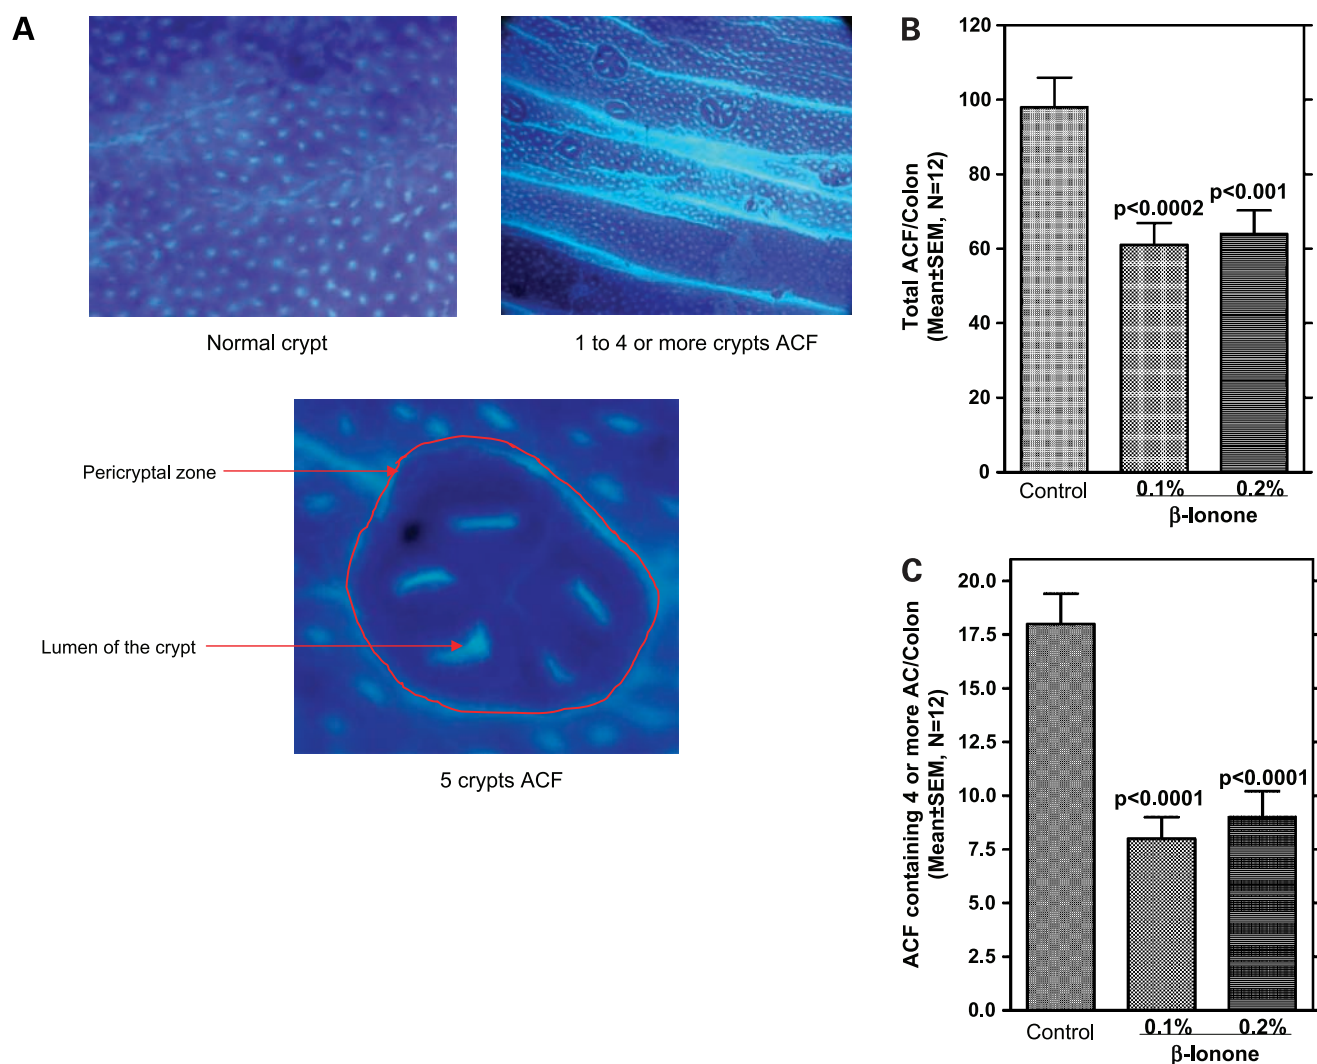 A
Normal crypt
1 to 4 or more crypts ACF
Pericryptal zone
Lumen of the crypt
5 crypts ACF
B
Total ACF/Colon
(Mean±SEM, N=12)
120
100
80
60
40
20
0
p<0.0002
p<0.001
Control
0.1%
0.2%
β-Ionone
C
ACF containing 4 or more AC/Colon
(Mean±SEM, N=12)
20.0
17.5
15.0
12.5
10.0
7.5
5.0
2.5
0.0
p<0.0001
p<0.0001
Control
0.1%
0.2%
β-Ionone